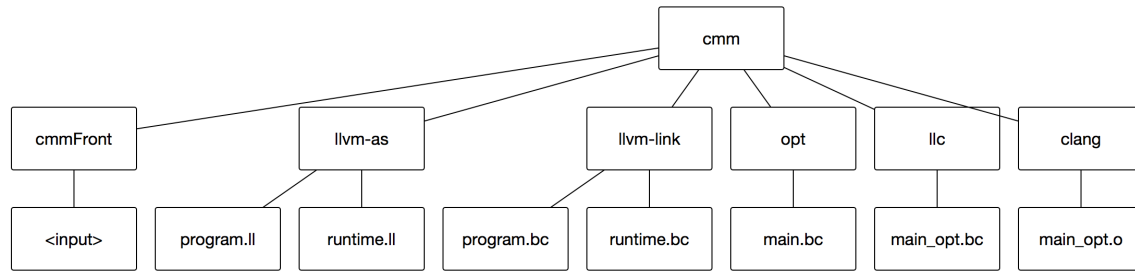 cmm
cmmFront
llvm-as
llvm-link
opt
llc
clang
<input>
program.ll
runtime.ll
program.bc
runtime.bc
main.bc
main_opt.bc
main_opt.o